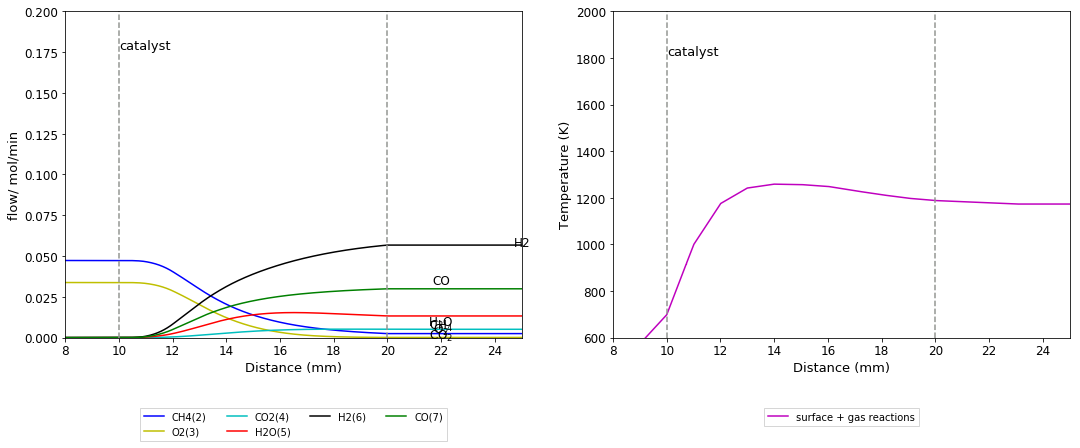 0.200
0.175
0.150
0.125
0.100
0.075
0.050
0.025
0.000
flow/ mol/min
catalyst
H2
CO
H₂O
CO₂
8 10 12 14 16 18 20 22 24
Distance (mm)
CH4(2) CO2(4) H2(6) CO(7)
O2(3) H2O(5)
2000
1800
1600
1400
1200
1000
800
600
Temperature (K)
catalyst
8 10 12 14 16 18 20 22 24
Distance (mm)
surface + gas reactions